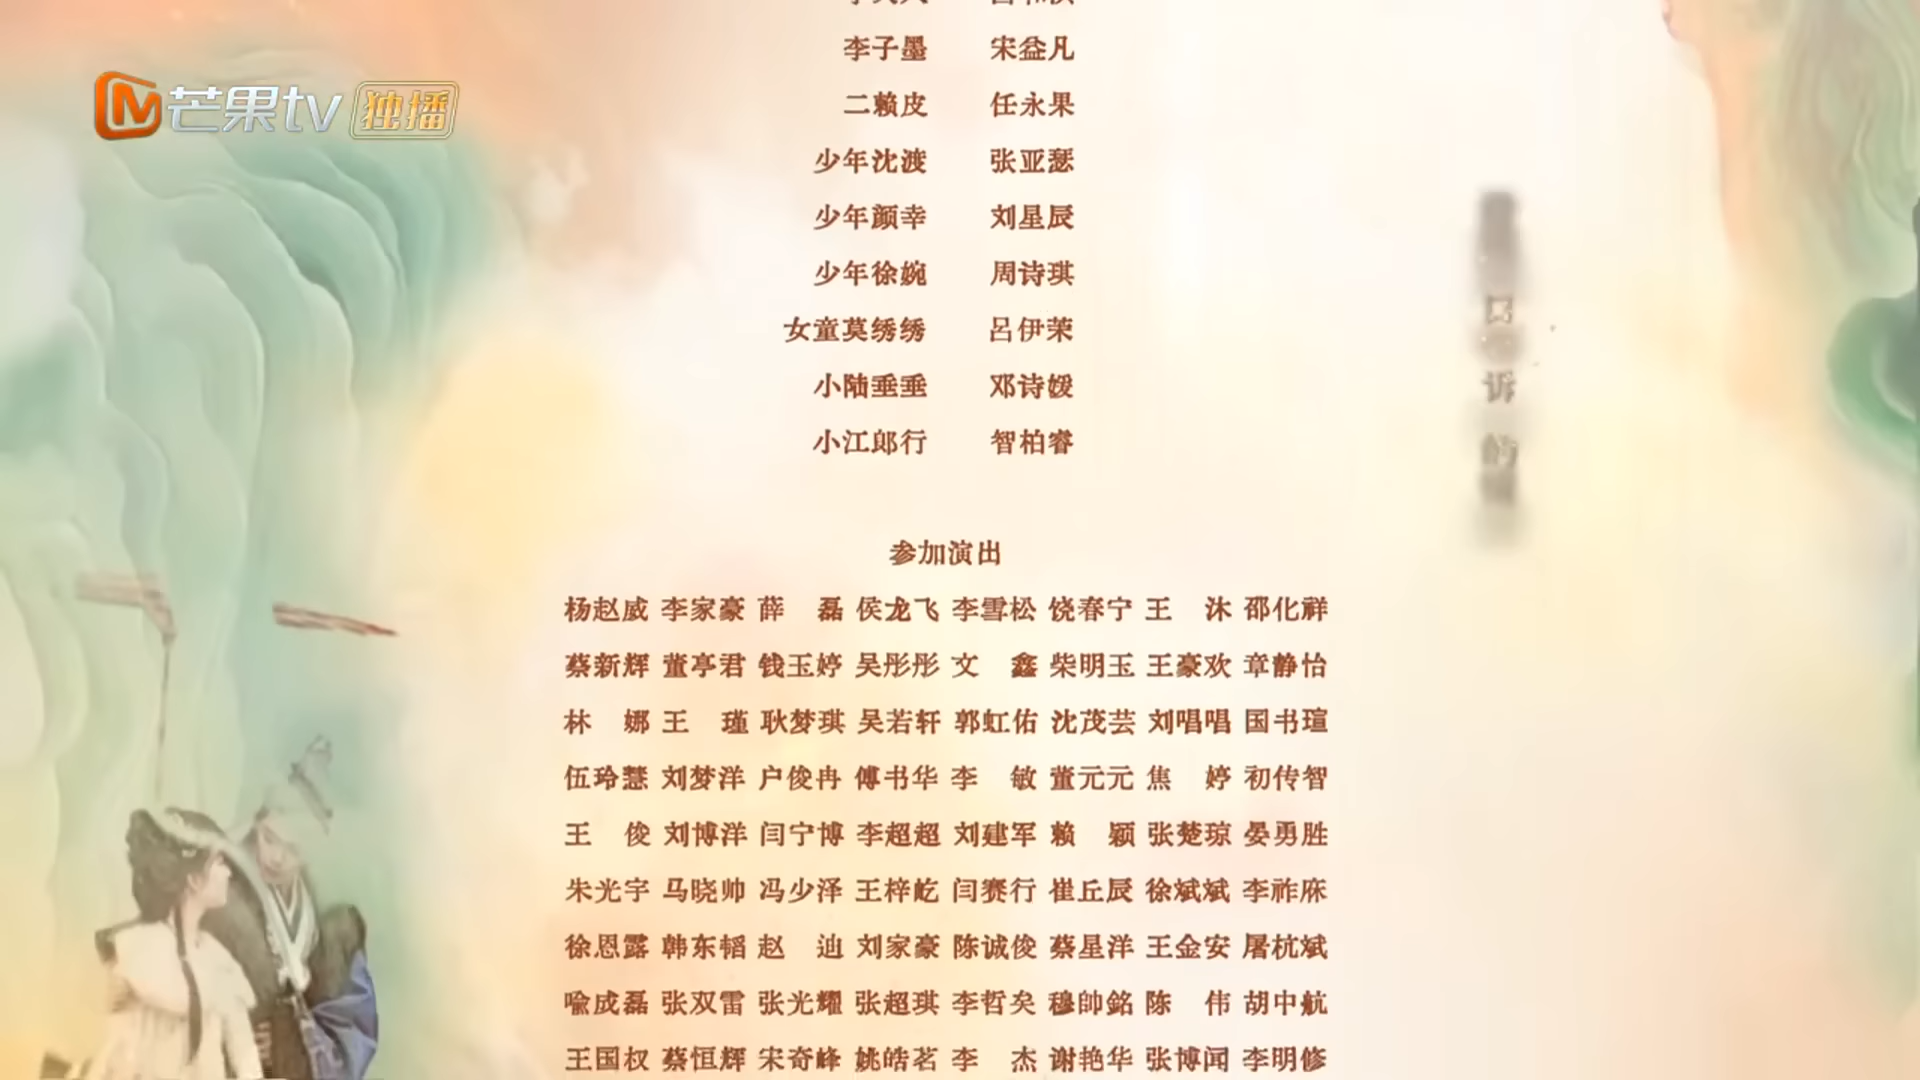 芒果tv 独播
李子墨 宋益凡
二赖皮 任永果
少年沈渡 张亚瑟
少年颜幸 刘星辰
少年徐婉 周诗琪
女童莫绣绣 吕伊茉
小陆垂垂 邓诗媛
小江郎行 智柏睿
诉
的
参加演出
杨赵威 李家豪 薛 磊 侯龙飞 李雪松 饶春宁 王 沐 邵化祥
蔡新辉 董亭君 钱玉婷 吴彤彤 文 鑫 柴明玉 王豪欢 章静怡
林 娜 王 瑾 耿梦琪 吴若轩 郭虹佑 沈茂芸 刘唱唱 国书瑄
伍玲慧 刘梦洋 户俊冉 傅书华 李 敏 董元元 焦 婷 初传智
王 俊 刘博洋 闫宁博 李超超 刘建军 赖 颖 张楚琼 晏勇胜
朱光宇 马晓帅 冯少泽 王梓屹 闫赛行 崔丘辰 徐斌斌 李祚庥
徐恩露 韩东韬 赵 迪 刘家豪 陈诚俊 蔡星洋 王金安 屠杭斌
喻成磊 张双雷 张光耀 张超琪 李哲矣 穆帥銘 陈 伟 胡中航
王国权 蔡恒辉 宋奇峰 姚皓茗 李 杰 谢艳华 张博闻 李明修